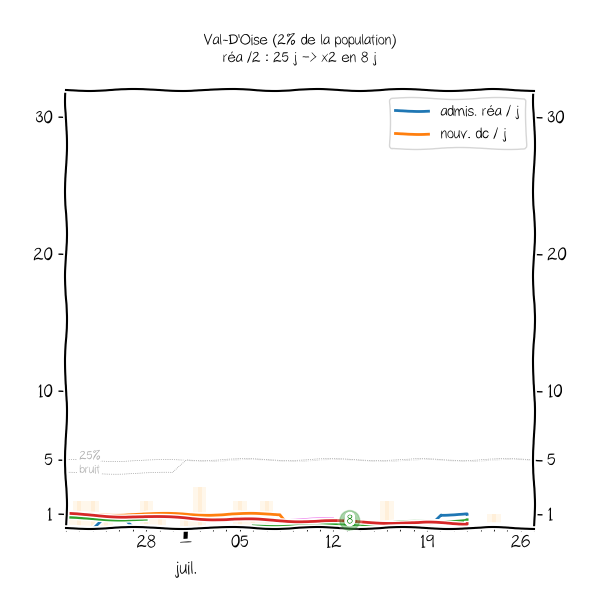 Val-D'Oise (2% de la population)
réa /2 : 25 j -> x2 en 8 j
admis. réa / j
nouv. dc / j
30 30
20 20
10 10
25%
5 5
bruit
8
1 1
28 1 05 12 19 26
juil.